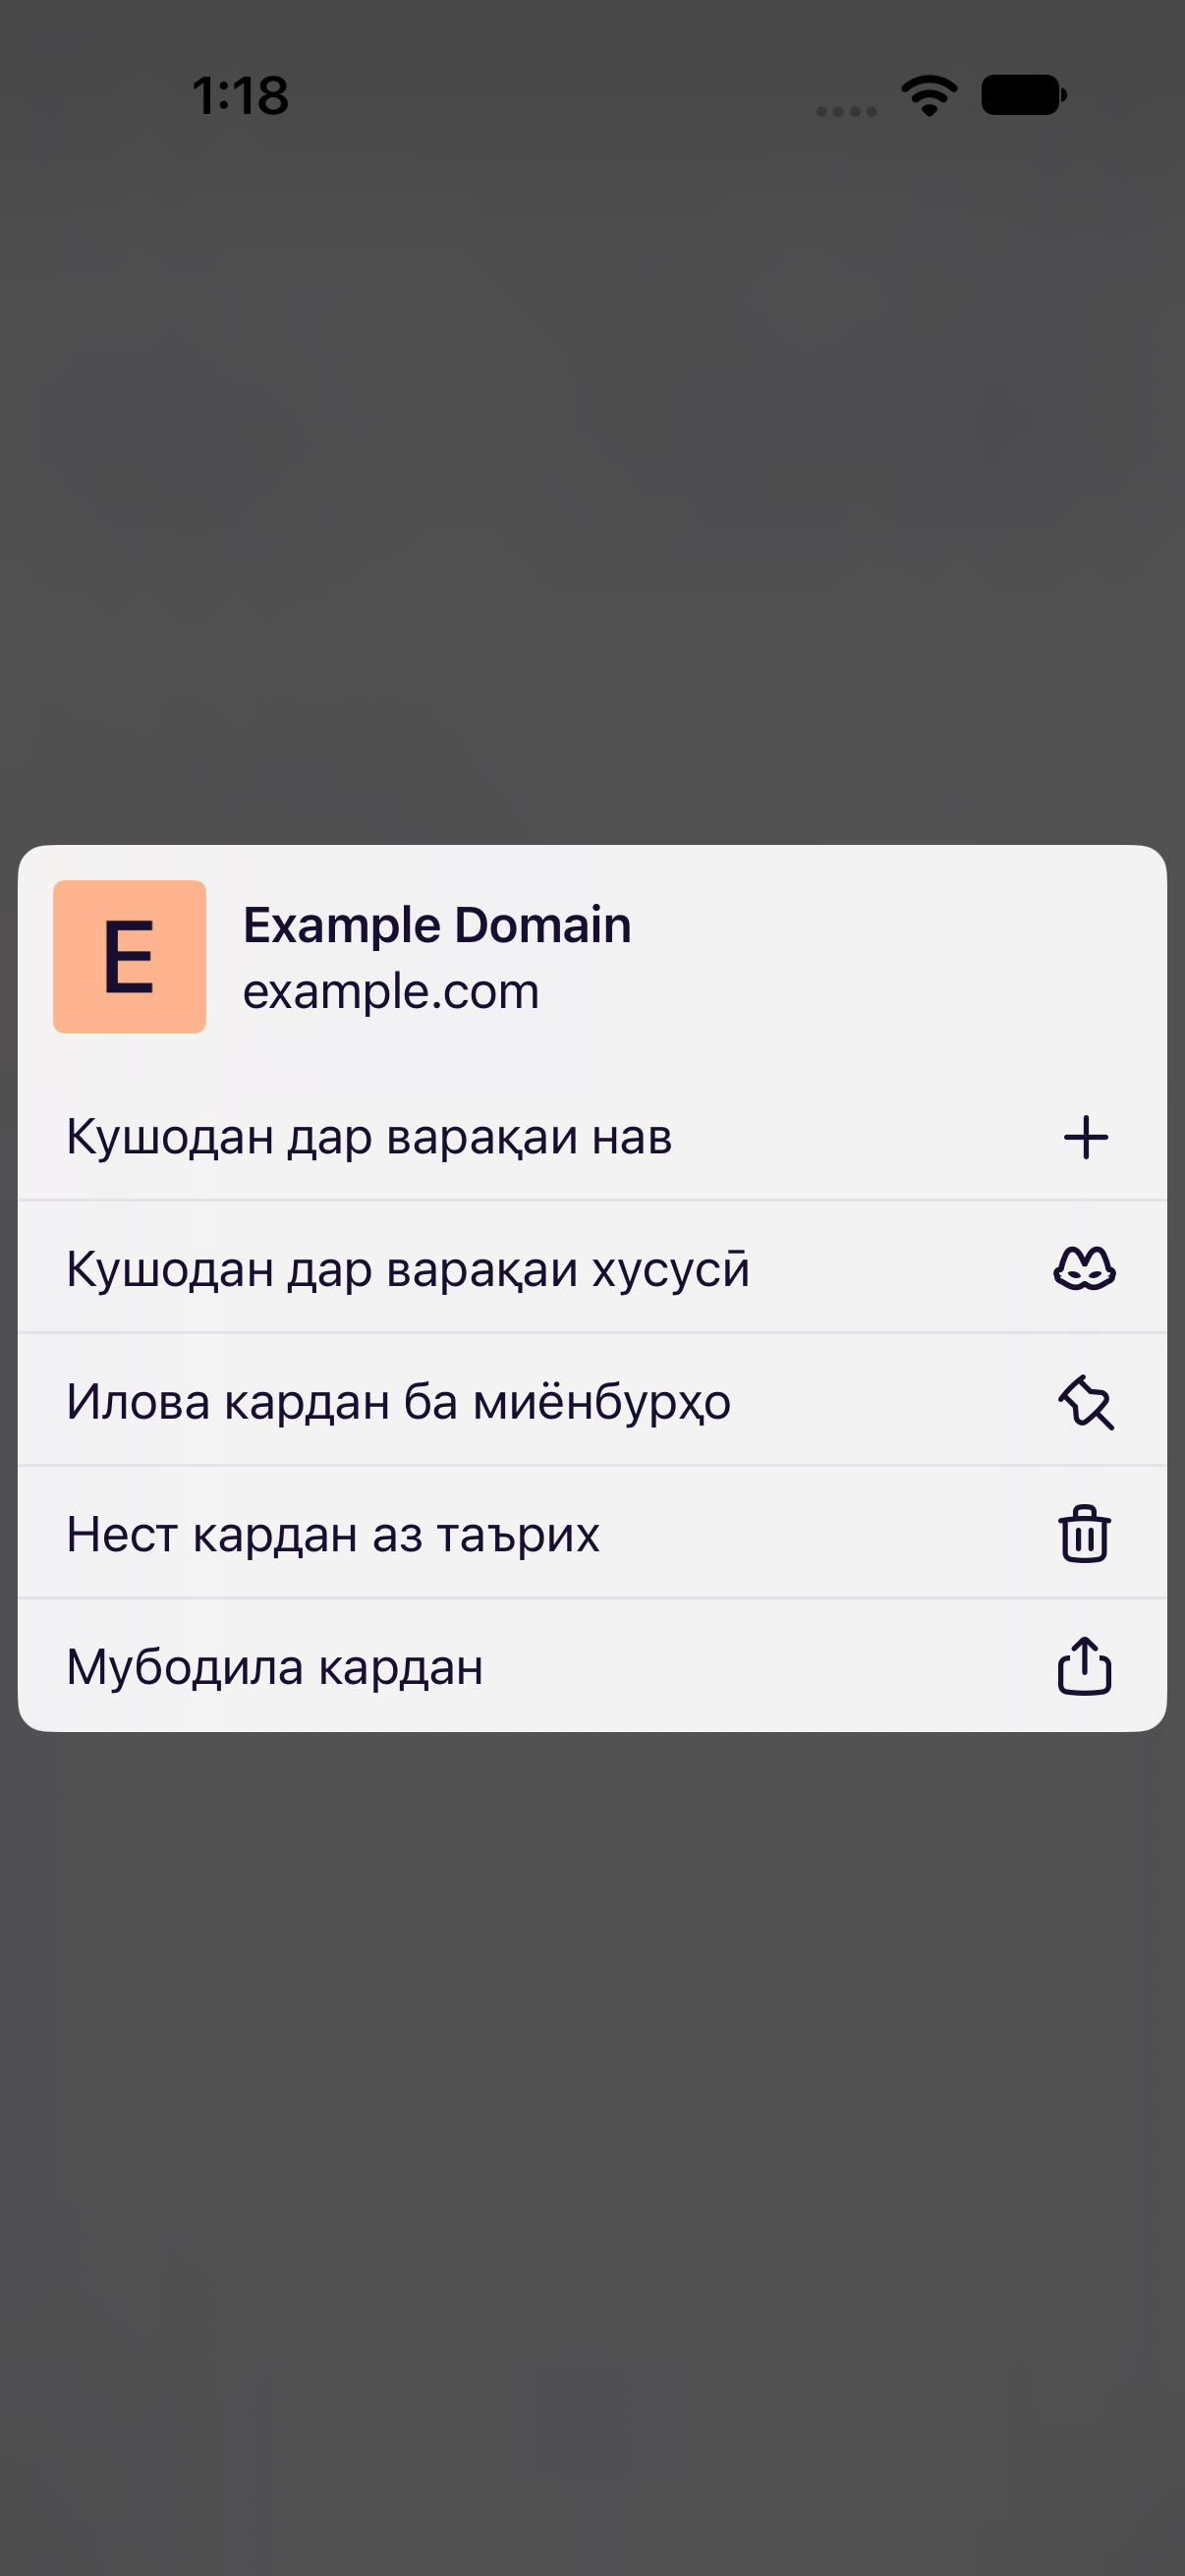 1:18
E
Example Domain
example.com
Кушодан дар варақаи нав
Кушодан дар варақаи хусусӣ
Илова кардан ба миёнбурҳо
Нест кардан аз таърих
Мубодила кардан